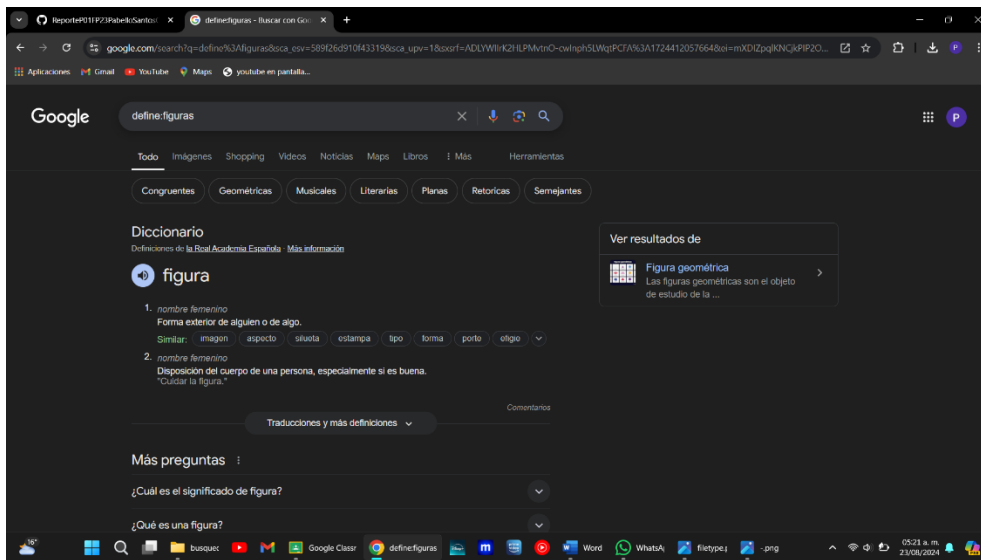 ReporteP01FP23PabelloSantos
define:figuras - Buscar con Goo
google.com/search?q=define%3Afiguras&sca_esv=589f26d910f43319&sca_upv=1&sxsrf=
Aplicaciones Gmail YouTube Maps youtube en pantalla...
Google
define:figuras
P
Todo Imágenes Shopping Videos Noticias Maps Libros Más Herramientas
Congruentes Geométricas Musicales Literarias Planas Retoricas Semejantes
Diccionario
Definiciones de la Real Academia Española · Más información
figura
1. nombre femenino
Forma exterior de alguien o de algo.
Similar: imagen aspecto silueta estampa tipo forma porte efigie
2. nombre femenino
Disposición del cuerpo de una persona, especialmente si es buena.
"Cuidar la figura."
Comentarios
Traducciones y más definiciones
Más preguntas
¿Cuál es el significado de figura?
¿Qué es una figura?
Ver resultados de
Figura geométrica
Las figuras geométricas son el objeto
de estudio de la ...
16°
busquec
Google Classr
define:figuras
Word
WhatsA
filetype:
-.png
05:21 a. m.
23/08/2024